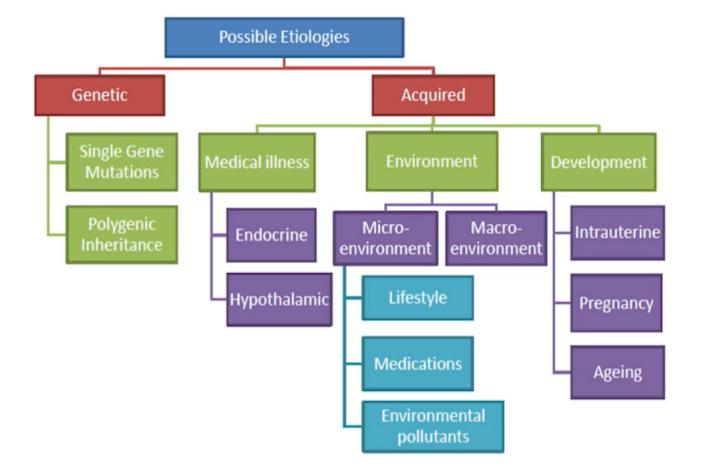 Possible Etiologies
Genetic
Acquired
Single Gene
Mutations
Polygenic
Inheritance
Medical illness
Environment
Development
Endocrine
Hypothalamic
Micro-
environment
Macro-
environment
Lifestyle
Medications
Environmental
pollutants
Intrauterine
Pregnancy
Ageing